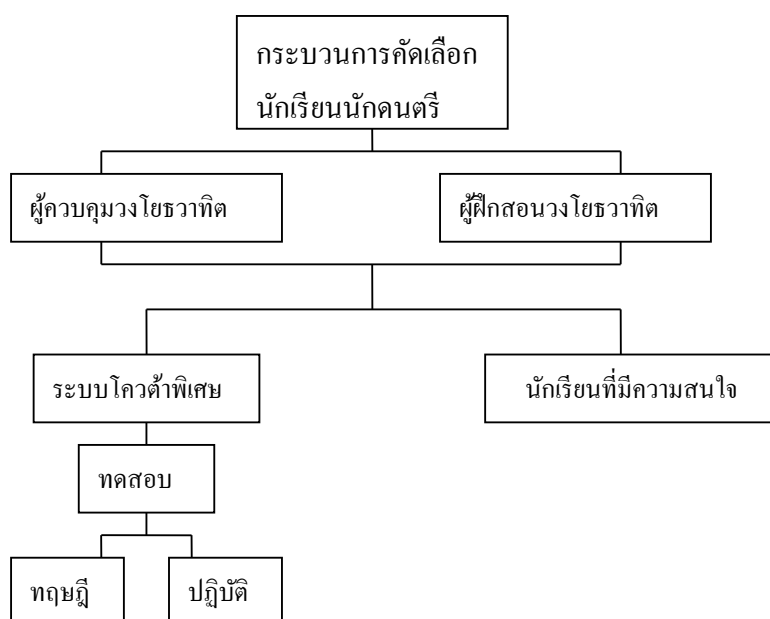 กระบวนการคัดเลือก
นักเรียนนักดนตรี
ผู้ควบคุมวงโยธวาทิต
ผู้ฝึกสอนวงโยธวาทิต
ระบบโควต้าพิเศษ
นักเรียนที่มีความสนใจ
ทดสอบ
ทฤษฎี
ปฏิบัติ